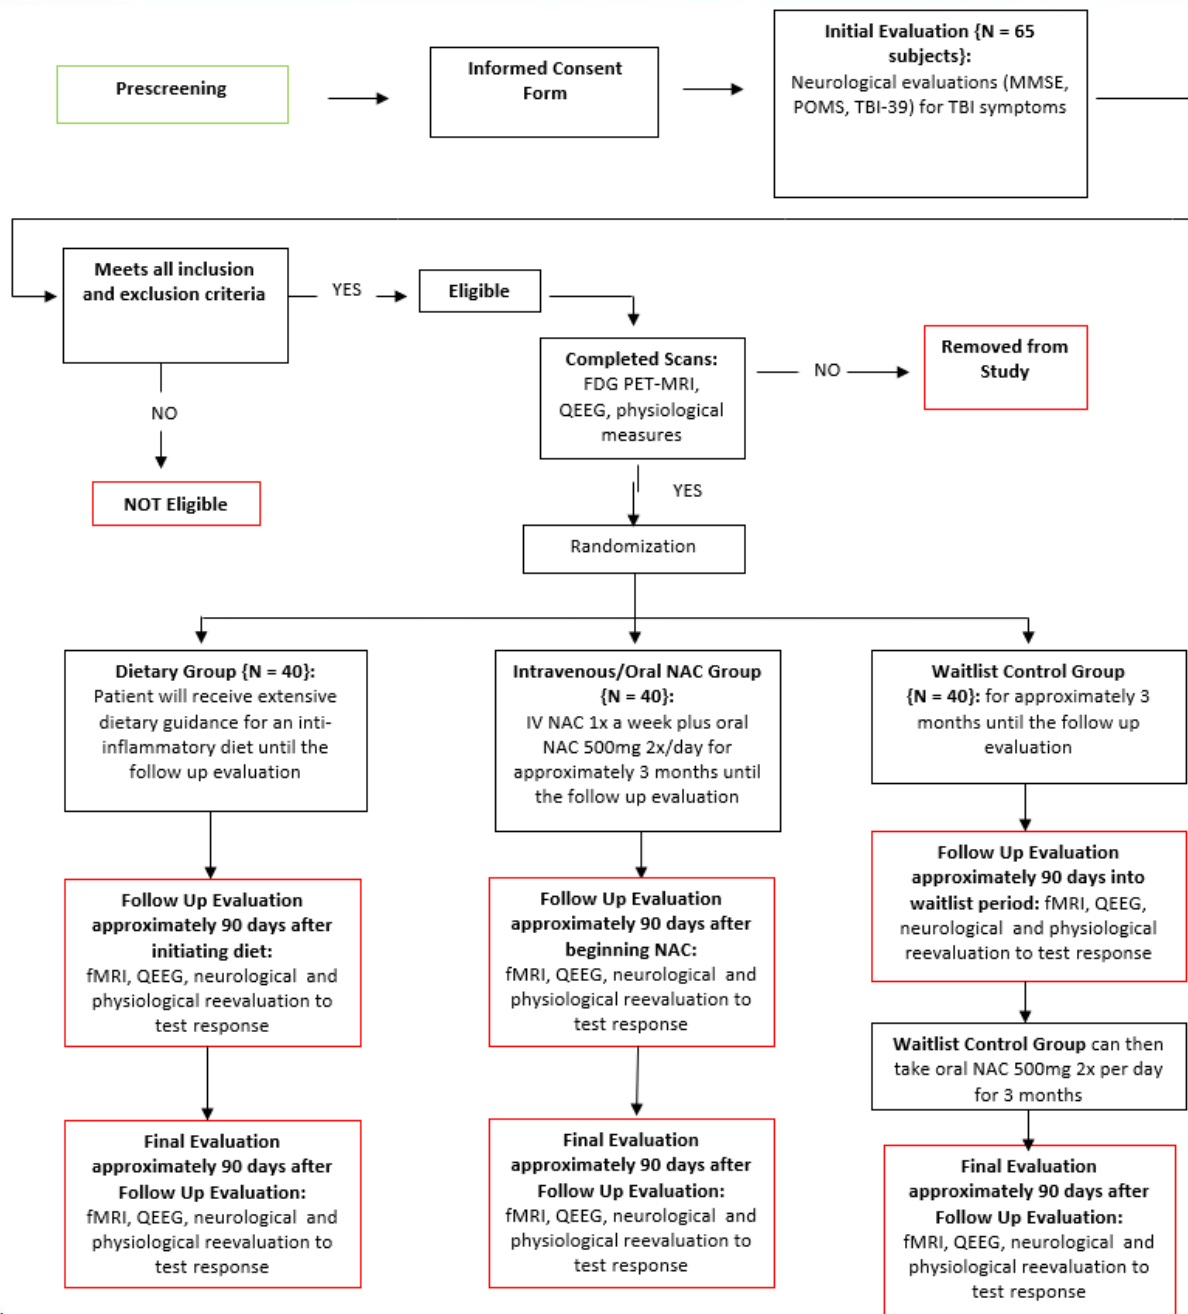 Prescreening
Informed Consent
Form
Initial Evaluation {N = 65
subjects}:
Neurological evaluations (MMSE,
POMS, TBI-39) for TBI symptoms
Meets all inclusion
and exclusion criteria
YES
Eligible
NO
NOT Eligible
Completed Scans:
FDG PET-MRI,
QEEG, physiological
measures
NO
Removed from
Study
YES
Randomization
Dietary Group {N = 40}:
Patient will receive extensive
dietary guidance for an inti-
inflammatory diet until the
follow up evaluation
Intravenous/Oral NAC Group
{N = 40}:
IV NAC 1x a week plus oral
NAC 500mg 2x/day for
approximately 3 months until
the follow up evaluation
Waitlist Control Group
{N = 40}: for approximately 3
months until the follow up
evaluation
Follow Up Evaluation
approximately 90 days after
initiating diet:
fMRI, QEEG, neurological and
physiological reevaluation to
test response
Follow Up Evaluation
approximately 90 days after
beginning NAC:
fMRI, QEEG, neurological and
physiological reevaluation to
test response
Follow Up Evaluation
approximately 90 days into
waitlist period: fMRI, QEEG,
neurological and physiological
reevaluation to test response
Waitlist Control Group can then
take oral NAC 500mg 2x per day
for 3 months
Final Evaluation
approximately 90 days after
Follow Up Evaluation:
fMRI, QEEG, neurological and
physiological reevaluation to
test response
Final Evaluation
approximately 90 days after
Follow Up Evaluation:
fMRI, QEEG, neurological and
physiological reevaluation to
test response
Final Evaluation
approximately 90 days after
Follow Up Evaluation:
fMRI, QEEG, neurological and
physiological reevaluation to
test response